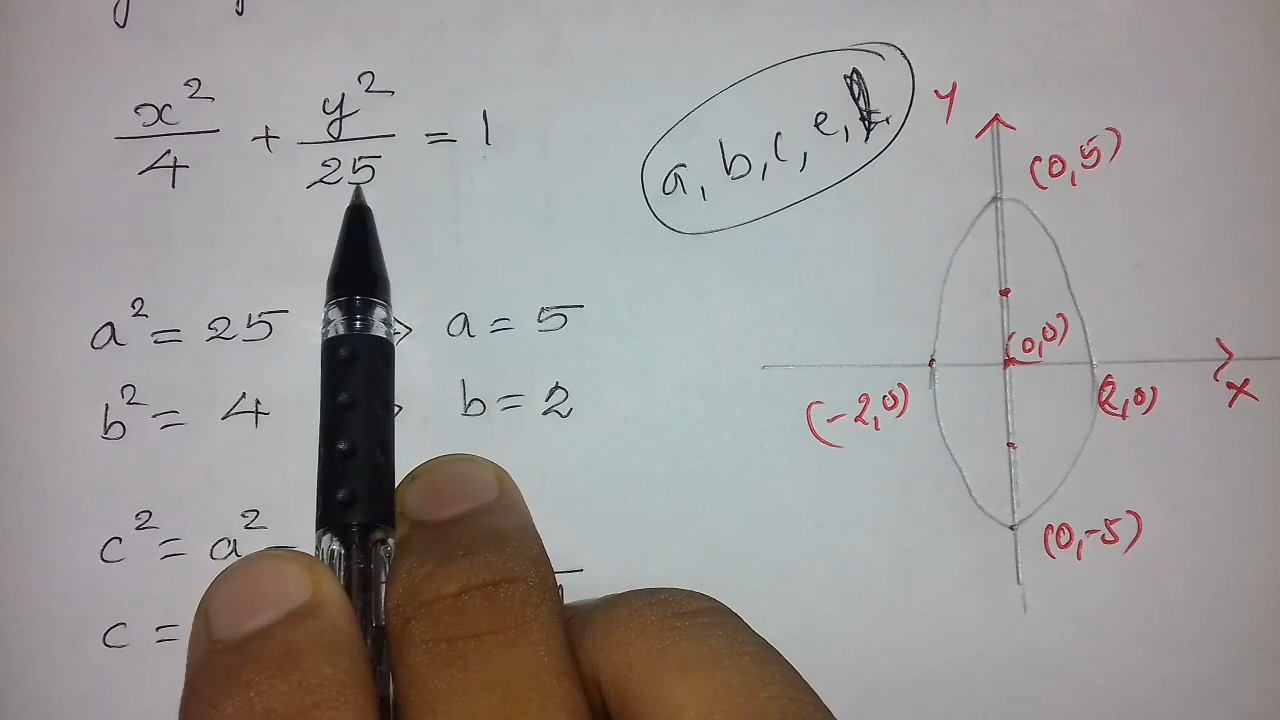 x²/4 + y²/25 = 1
a, b, c, e,
a² = 25 > a = 5
b² = 4 > b = 2
c² = a² –
c =
Y
(0,5)
(0,0)
(-2,0)
(2,0)
X
(0,-5)